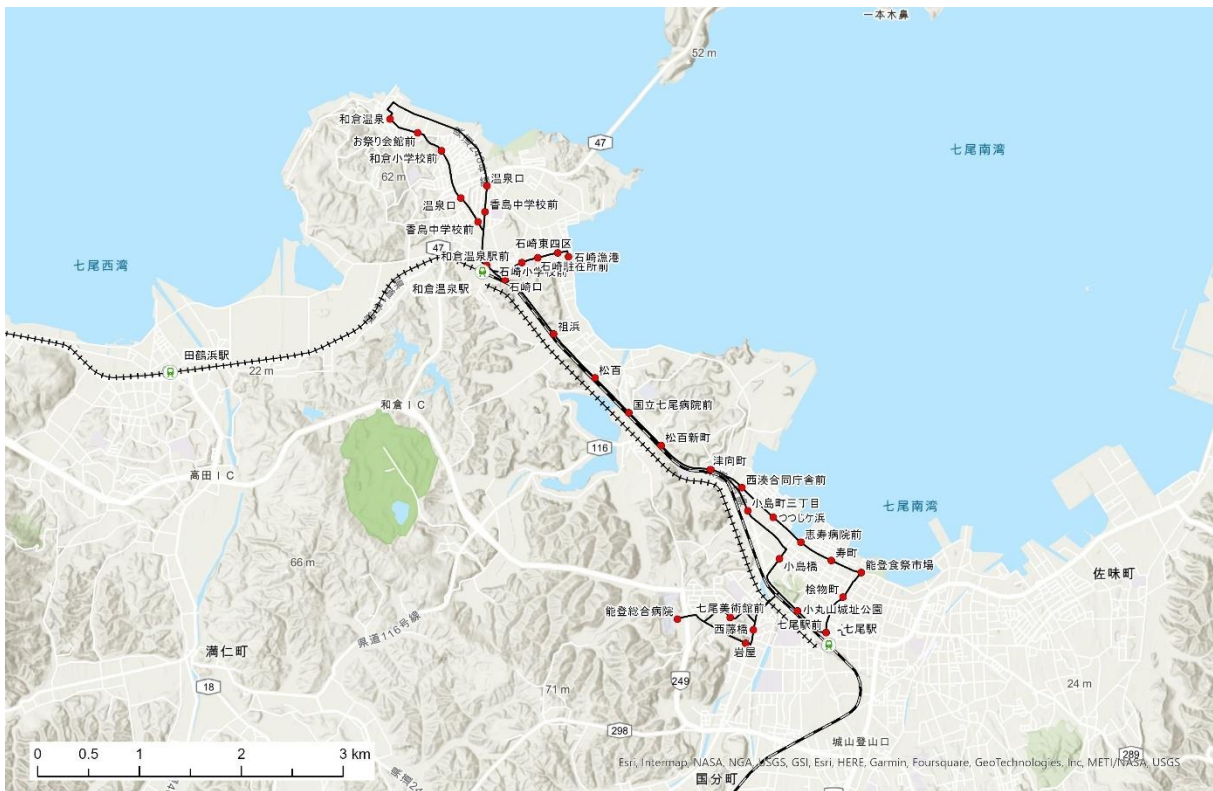 一本木鼻
52 m
和倉温泉
お祭り会館前
和倉小学校前
47
七尾南湾
62 m
温泉口
温泉口
香島中学校前
香島中学校前
石崎東四区
47
和倉温泉駅前
石崎漁港
七尾西湾
石崎駐在所前
石崎小学校前
和倉温泉駅
石崎口
祖浜
田鶴浜駅
22 m
松百
和倉IC
国立七尾病院前
松百新町
116
津向町
高田IC
西湊合同庁舎前
小島町三丁目
七尾南湾
つつじケ浜
恵寿病院前
寿町
66 m
小島橋
能登食祭市場
佐味町
桧物町
能登総合病院
七尾美術館前
小丸山城址公園
西藤橋
七尾駅前
七尾駅
県道116号線
岩屋
満仁町
249
18
71 m
24 m
298
城山登山口
0 0.5 1 2 3 km
289
Esri, Intermap, NASA, NGA, USGS, GSI, Esri, HERE, Garmin, Foursquare, GeoTechnologies, Inc, METI/NASA, USGS
国分町